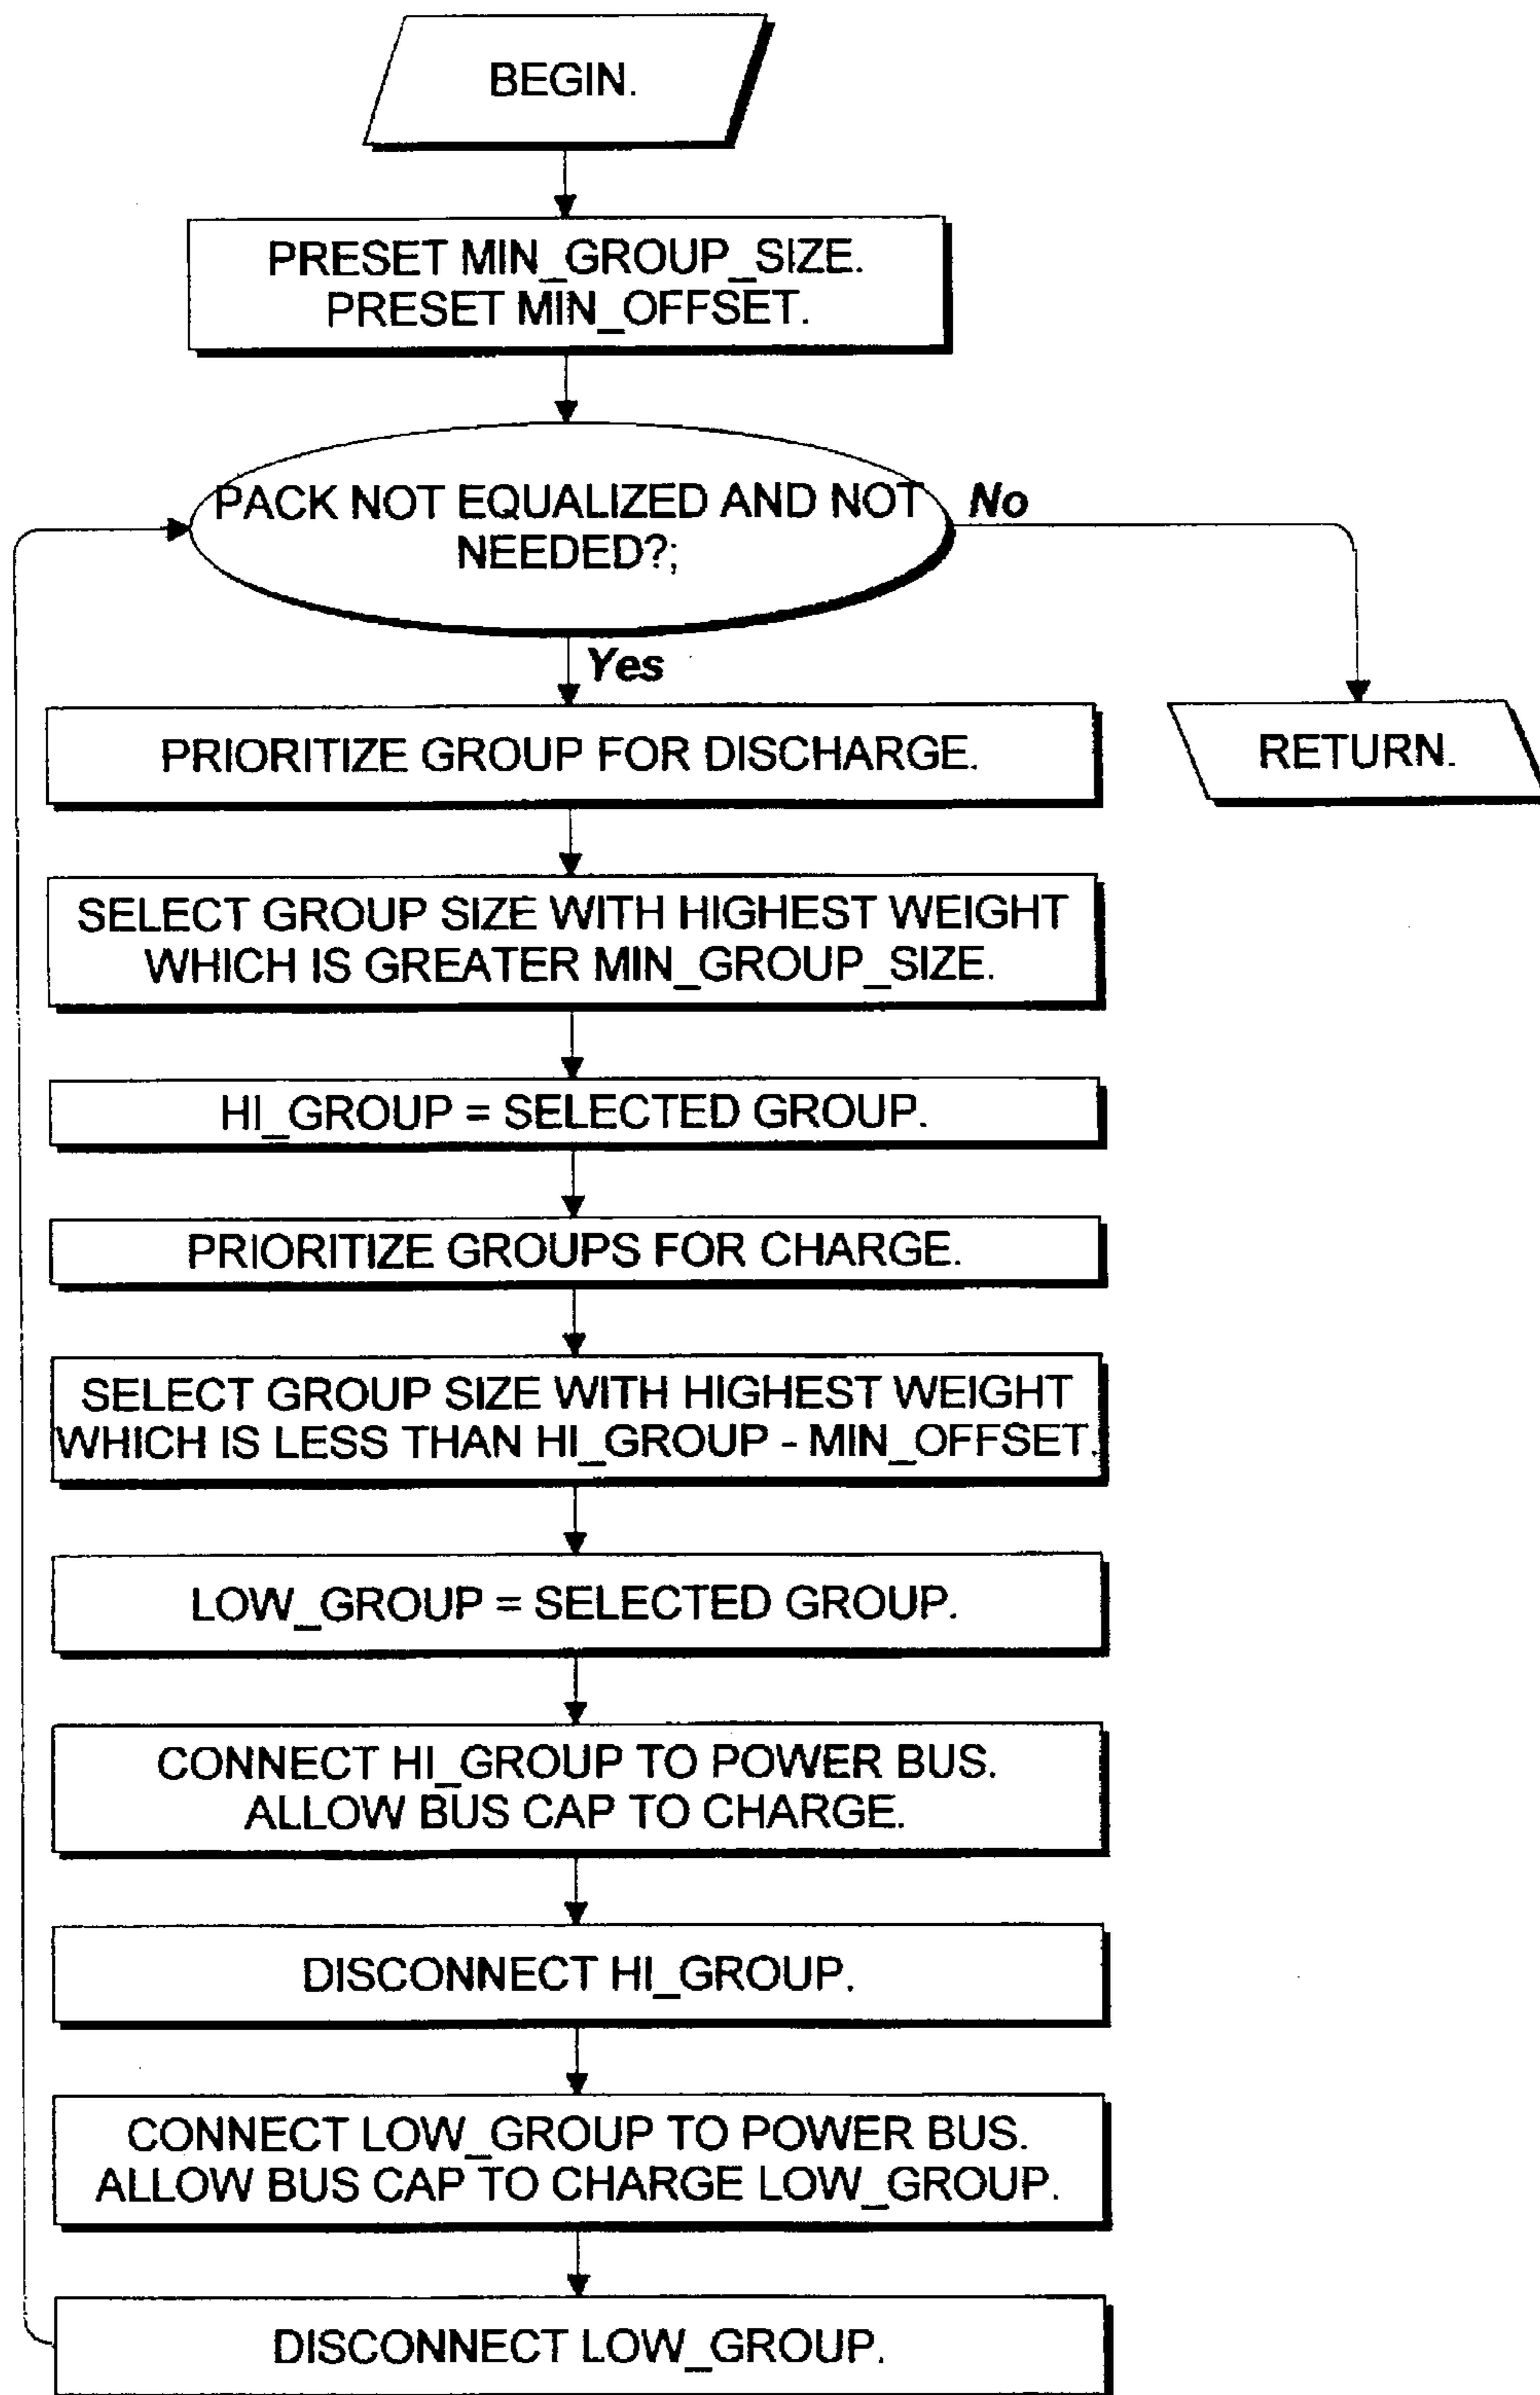 BEGIN.
PRESET MIN_GROUP_SIZE.
PRESET MIN_OFFSET.
PACK NOT EQUALIZED AND NOT
NEEDED?;
No
Yes
PRIORITIZE GROUP FOR DISCHARGE.
RETURN.
SELECT GROUP SIZE WITH HIGHEST WEIGHT
WHICH IS GREATER MIN_GROUP_SIZE.
HI_GROUP = SELECTED GROUP.
PRIORITIZE GROUPS FOR CHARGE.
SELECT GROUP SIZE WITH HIGHEST WEIGHT
WHICH IS LESS THAN HI_GROUP - MIN_OFFSET.
LOW_GROUP = SELECTED GROUP.
CONNECT HI_GROUP TO POWER BUS.
ALLOW BUS CAP TO CHARGE.
DISCONNECT HI_GROUP.
CONNECT LOW_GROUP TO POWER BUS.
ALLOW BUS CAP TO CHARGE LOW_GROUP.
DISCONNECT LOW_GROUP.